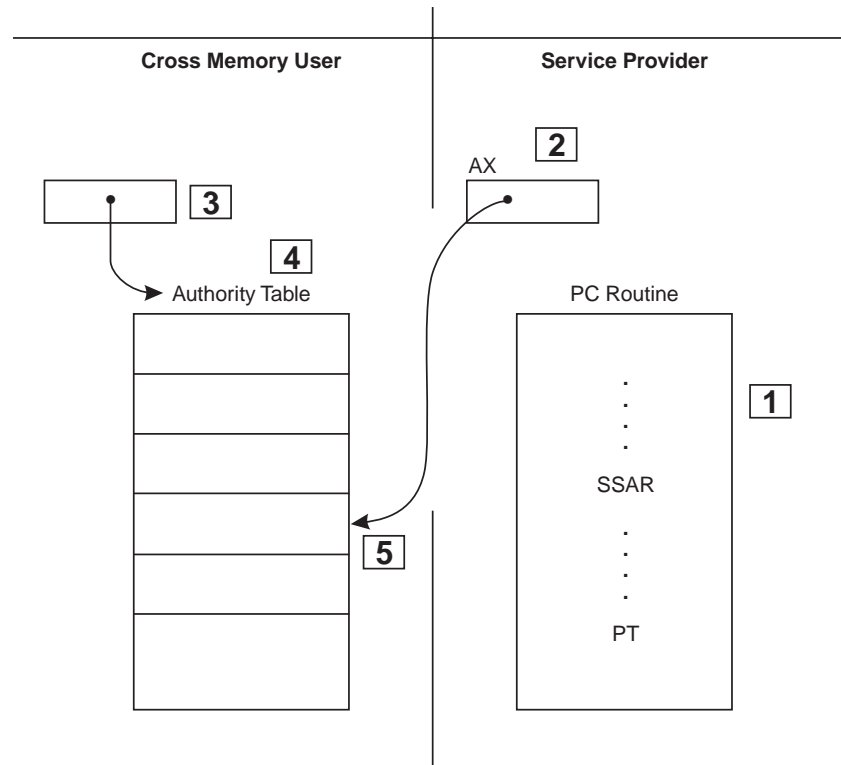 Cross Memory User
Service Provider
2
AX
3
4
Authority Table
PC Routine
1
SSAR
5
PT